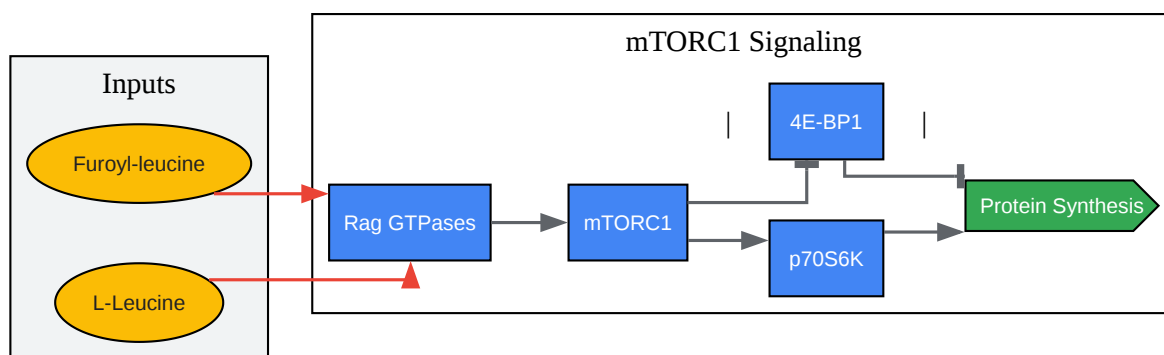 mTORC1 Signaling
Inputs
Furoyl-leucine
L-Leucine
Rag GTPases
mTORC1
|
4E-BP1
|
p70S6K
Protein Synthesis